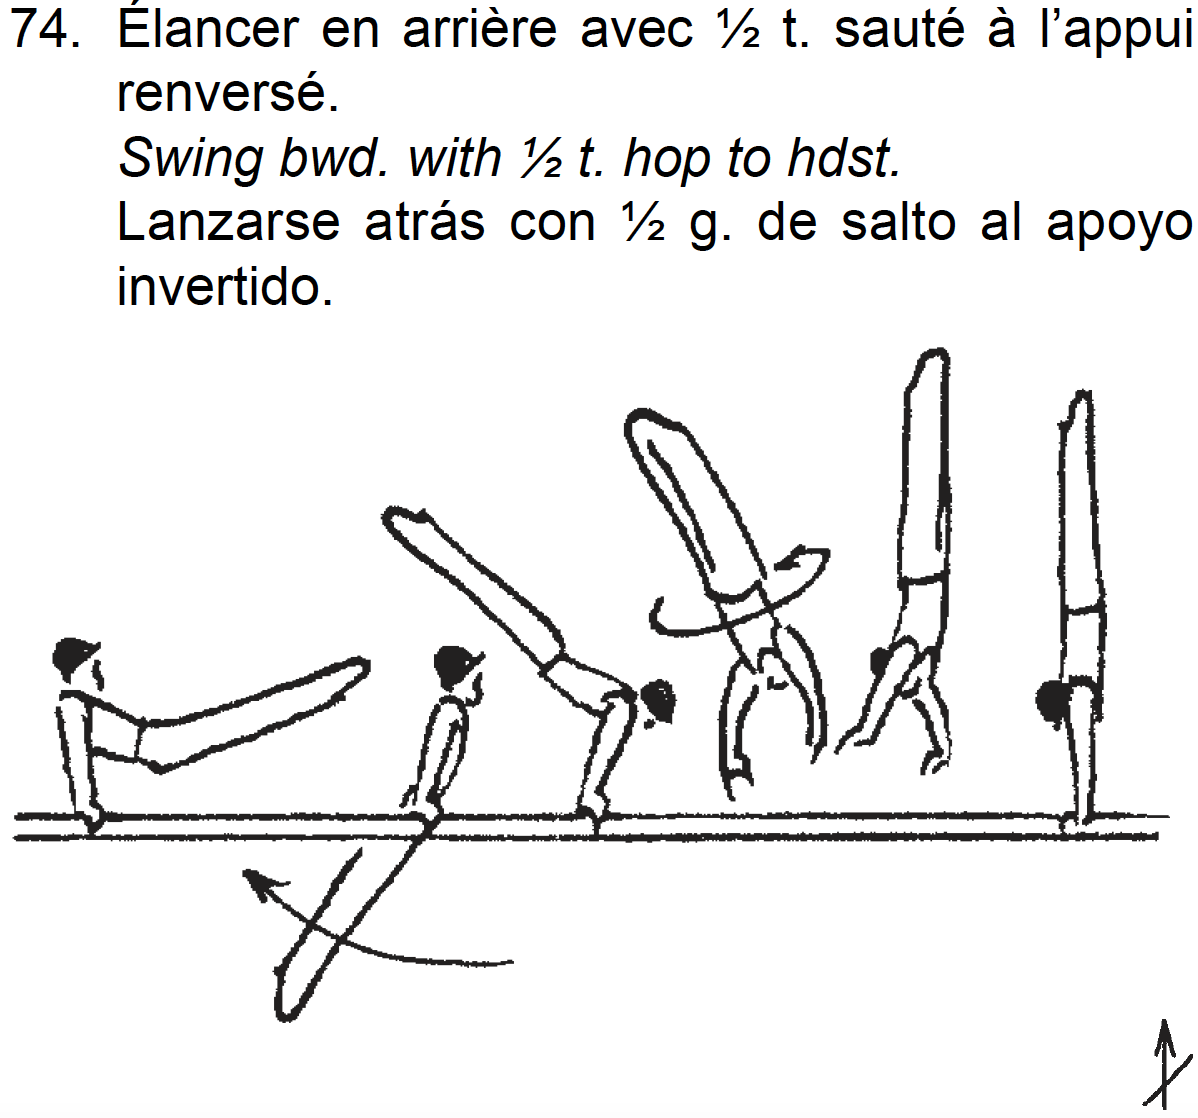 74. Élancer en arrière avec ½ t. sauté à l’appui
renversé.
Swing bwd. with ½ t. hop to hdst.
Lanzarse atrás con ½ g. de salto al apoyo
invertido.